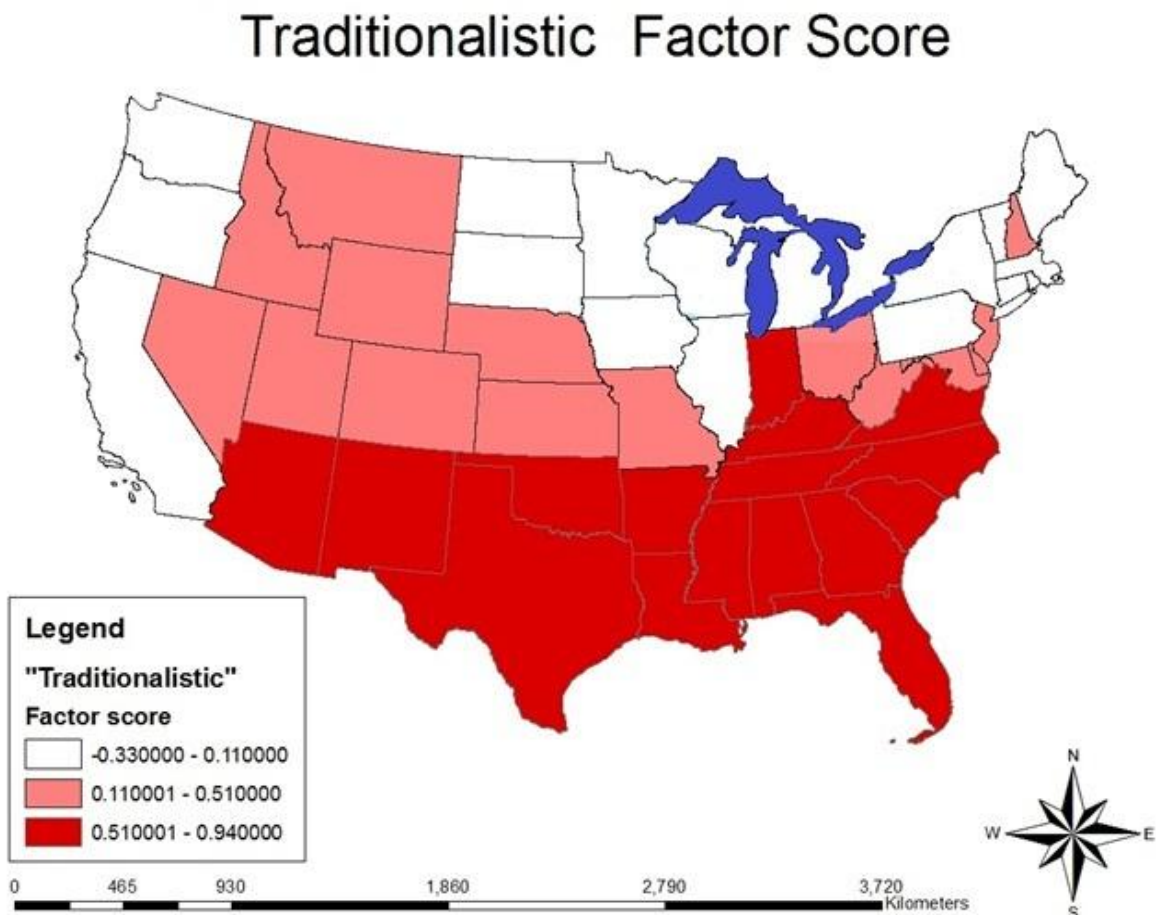 Traditionalistic Factor Score
Legend
"Traditionalistic"
Factor score
-0.330000 - 0.110000
0.110001 - 0.510000
0.510001 - 0.940000
N
W
E
S
0 465 930 1,860 2,790 3,720
Kilometers